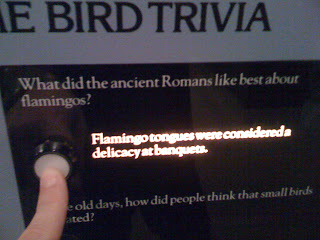 E BIRD TRIVIA
What did the ancient Romans like best about
flamingos?
Flamingo tongues were considered a
delicacy at banquets.
e old days, how did people think that small birds
ated?